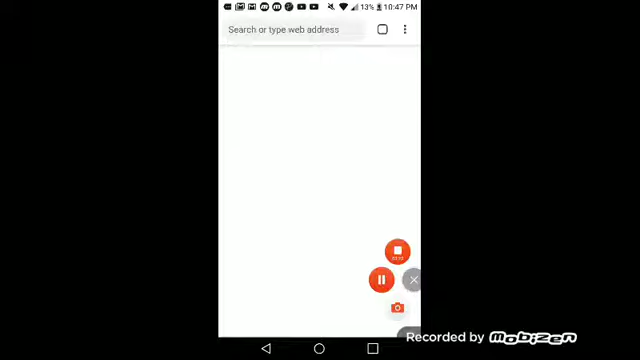 13% 10:47 PM
Search or type web address
Recorded by Mobizen